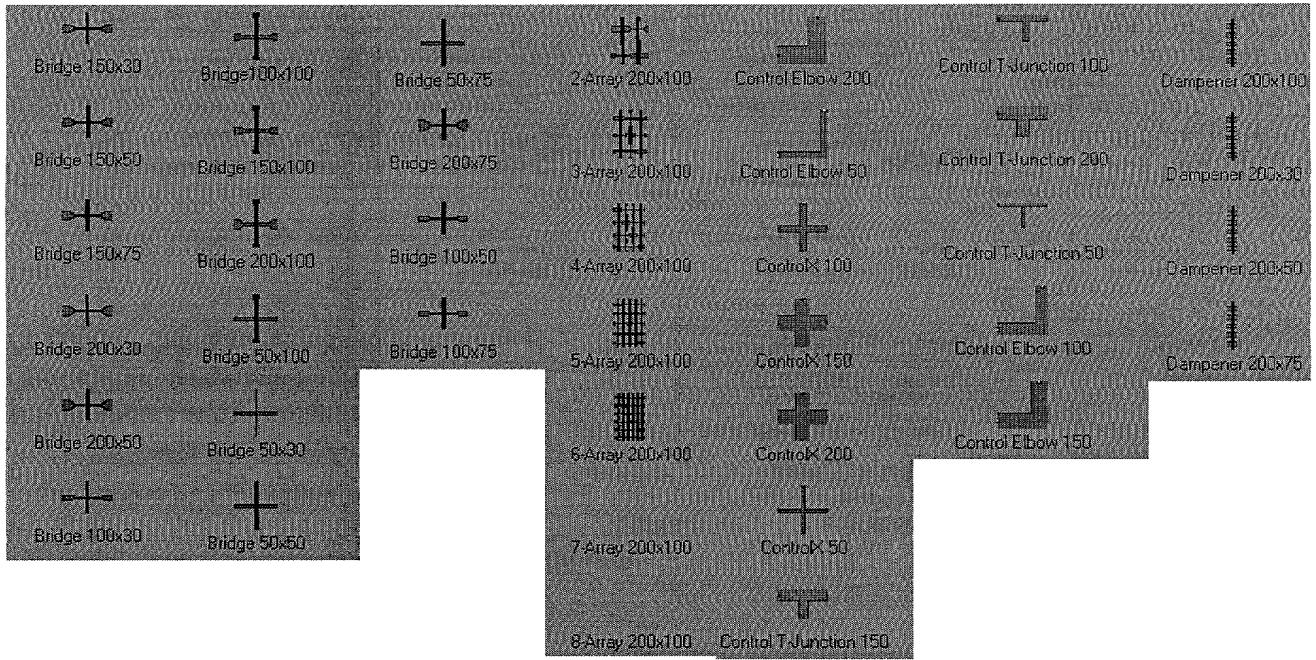 Bridge 150x30
Bridge 150x50
Bridge 150x75
Bridge 200x30
Bridge 200x50
Bridge 100x30
Bridge100x100
Bridge 150x100
Bridge 200x100
Bridge 50x100
Bridge 50x30
Bridge 50x50
Bridge 50x75
Bridge 200x75
Bridge 100x50
Bridge 100x75
2-Array 200x100
3-Array 200x100
4-Array 200x100
5-Array 200x100
6-Array 200x100
7-Array 200x100
8-Array 200x100
Control Elbow 200
Control Elbow 50
ControlX 100
ControlX 150
ControlX 200
ControlX 50
Control T-Junction 150
Control T-Junction 100
Control T-Junction 200
Control T-Junction 50
Control Elbow 100
Control Elbow 150
Dampener 200x100
Dampener 200x30
Dampener 200x50
Dampener 200x75